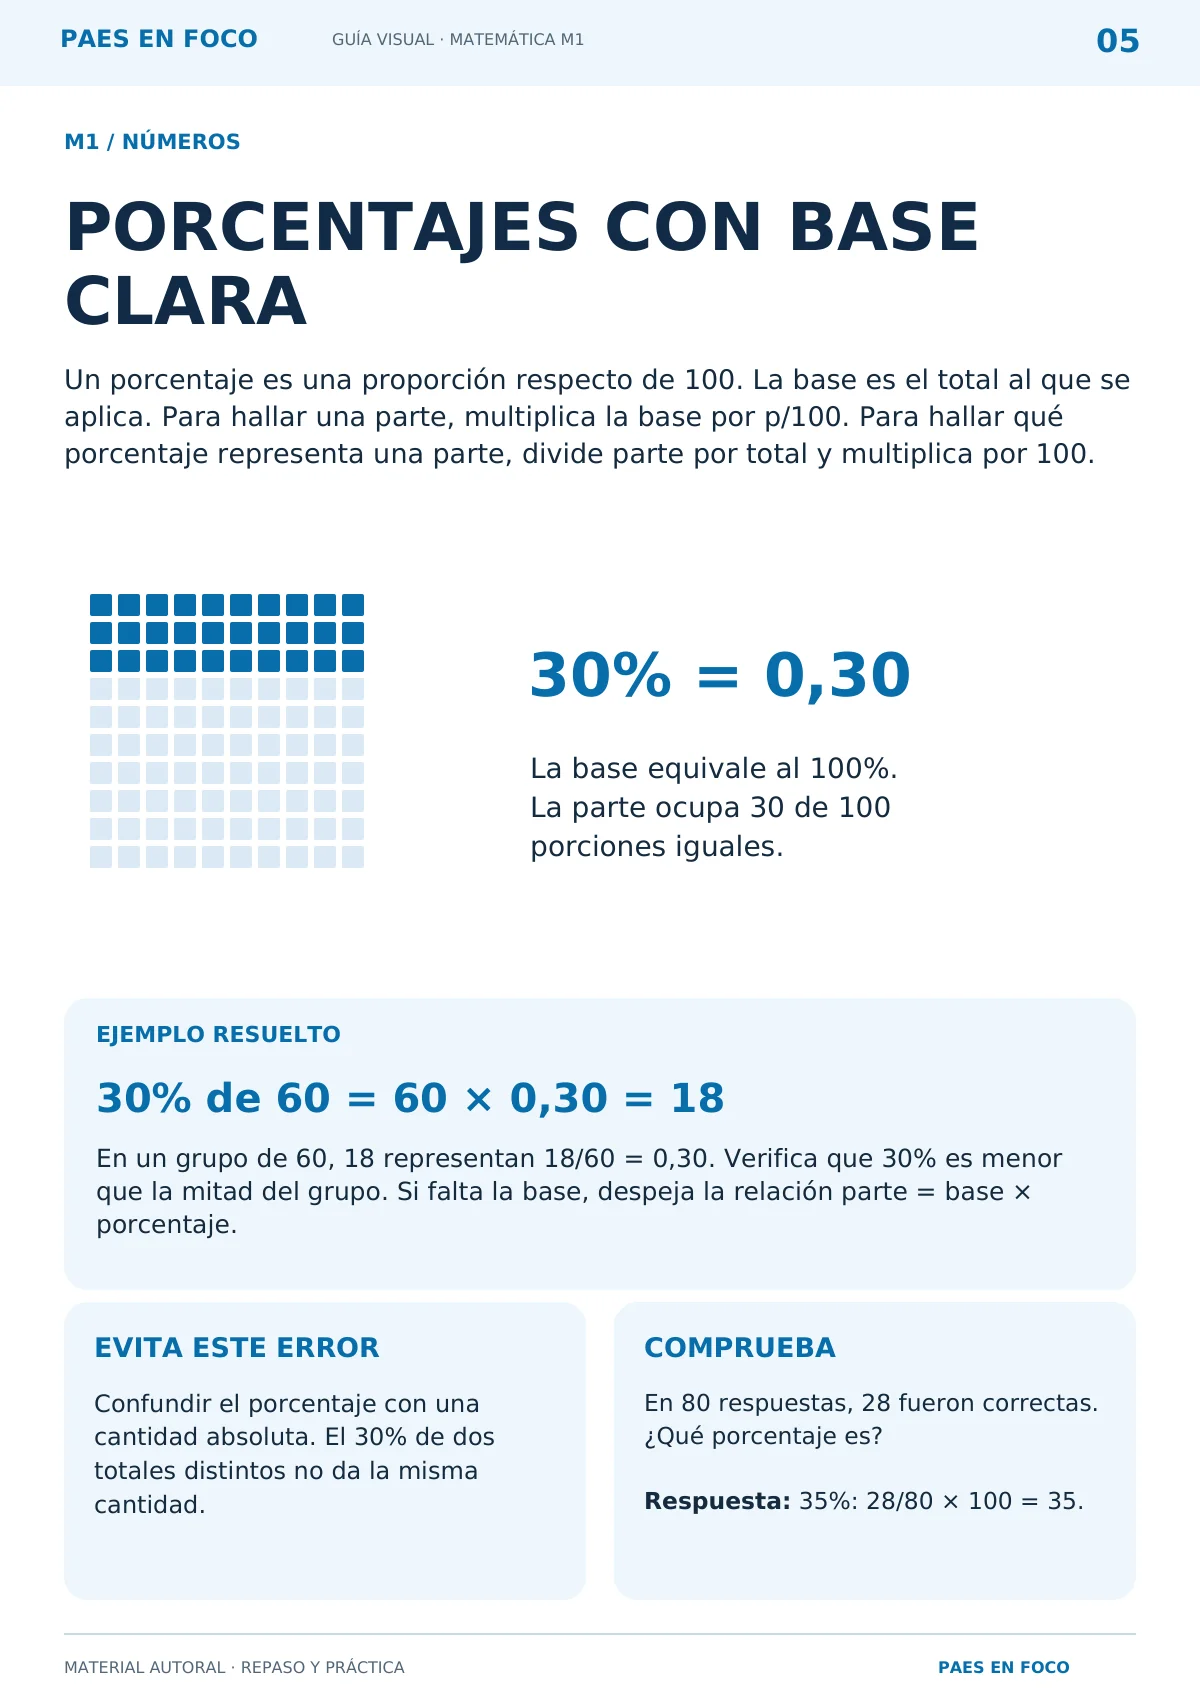 PAES EN FOCO
GUÍA VISUAL · MATEMÁTICA M1
05
M1 / NÚMEROS
PORCENTAJES CON BASE
CLARA
Un porcentaje es una proporción respecto de 100. La base es el total al que se
aplica. Para hallar una parte, multiplica la base por p/100. Para hallar qué
porcentaje representa una parte, divide parte por total y multiplica por 100.
30% = 0,30
La base equivale al 100%.
La parte ocupa 30 de 100
porciones iguales.
EJEMPLO RESUELTO
30% de 60 = 60 × 0,30 = 18
En un grupo de 60, 18 representan 18/60 = 0,30. Verifica que 30% es menor
que la mitad del grupo. Si falta la base, despeja la relación parte = base ×
porcentaje.
EVITA ESTE ERROR
Confundir el porcentaje con una
cantidad absoluta. El 30% de dos
totales distintos no da la misma
cantidad.
COMPRUEBA
En 80 respuestas, 28 fueron correctas.
¿Qué porcentaje es?
Respuesta: 35%: 28/80 × 100 = 35.
MATERIAL AUTORAL · REPASO Y PRÁCTICA
PAES EN FOCO